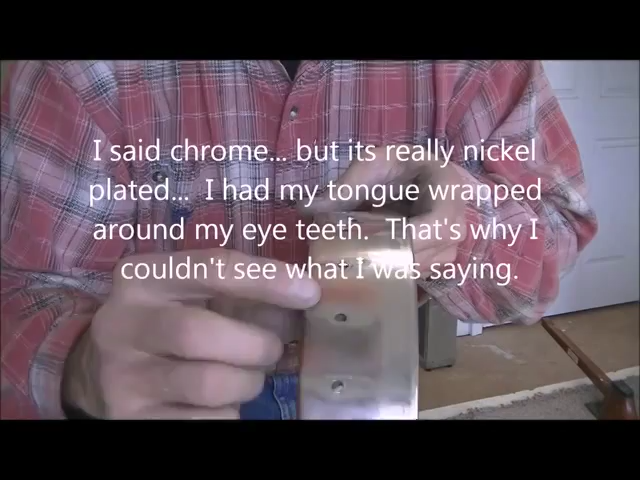 I said chrome... but its really nickel
plated...  I had my tongue wrapped
around my eye teeth.  That's why I
couldn't see what I was saying.